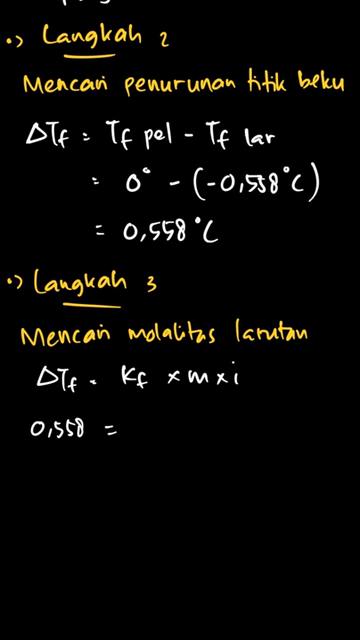 •> Langkah 2
Mencari penurunan titik beku
ΔTf = Tf pel - Tf lar
= 0° - (-0,558°C)
= 0,558°C
•> Langkah 3
Mencari molalitas larutan
ΔTf = Kf × m × i
0,558 =